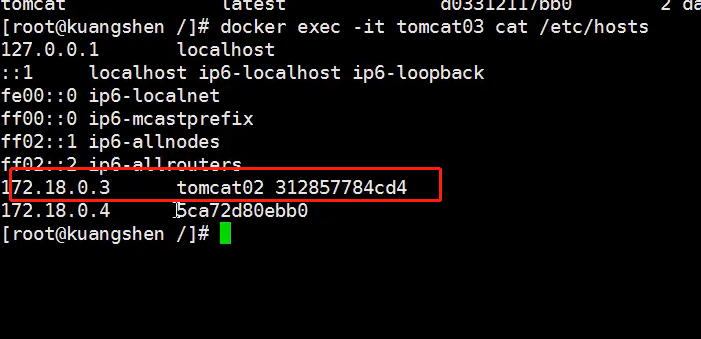 tomcat latest d03312117bb0 2 da
[root@kuangshen /]# docker exec -it tomcat03 cat /etc/hosts
127.0.0.1 localhost
::1 localhost ip6-localhost ip6-loopback
fe00::0 ip6-localnet
ff00::0 ip6-mcastprefix
ff02::1 ip6-allnodes
ff02::2 ip6-allrouters
172.18.0.3 tomcat02 312857784cd4
172.18.0.4 5ca72d80ebb0
[root@kuangshen /]#